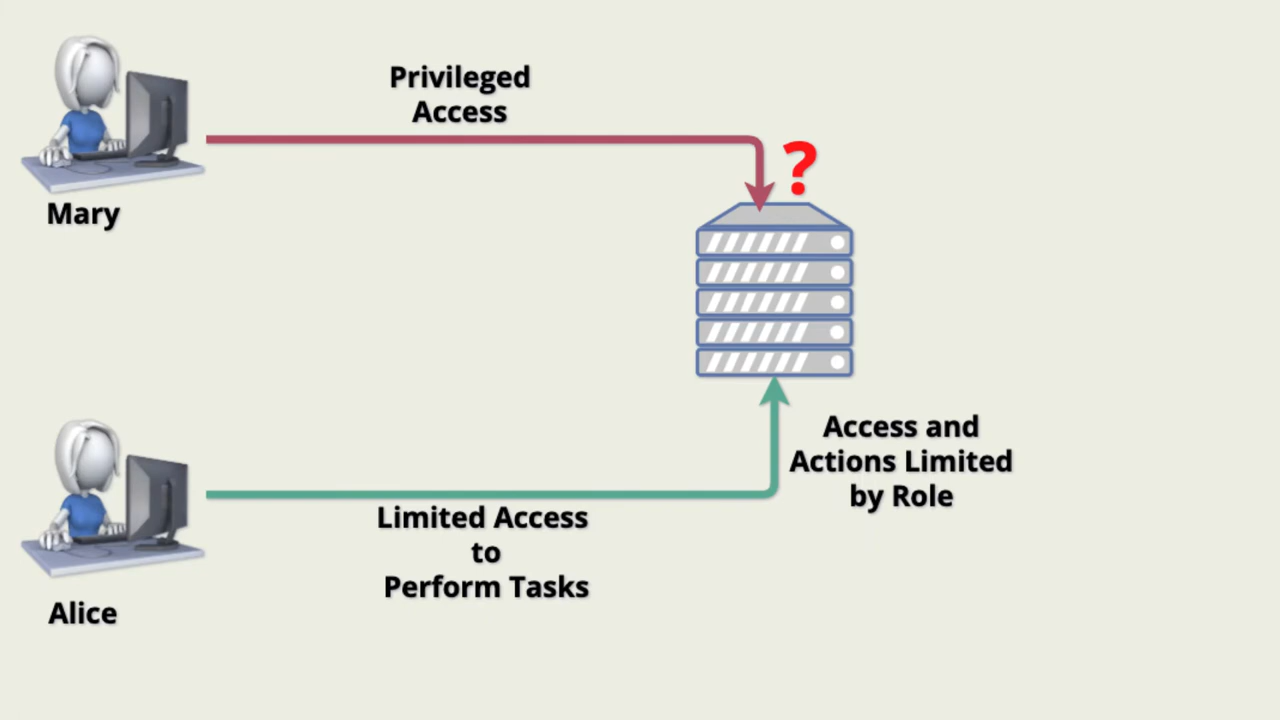 Privileged
Access
?
Mary
Access and
Actions Limited
by Role
Limited Access
to
Perform Tasks
Alice